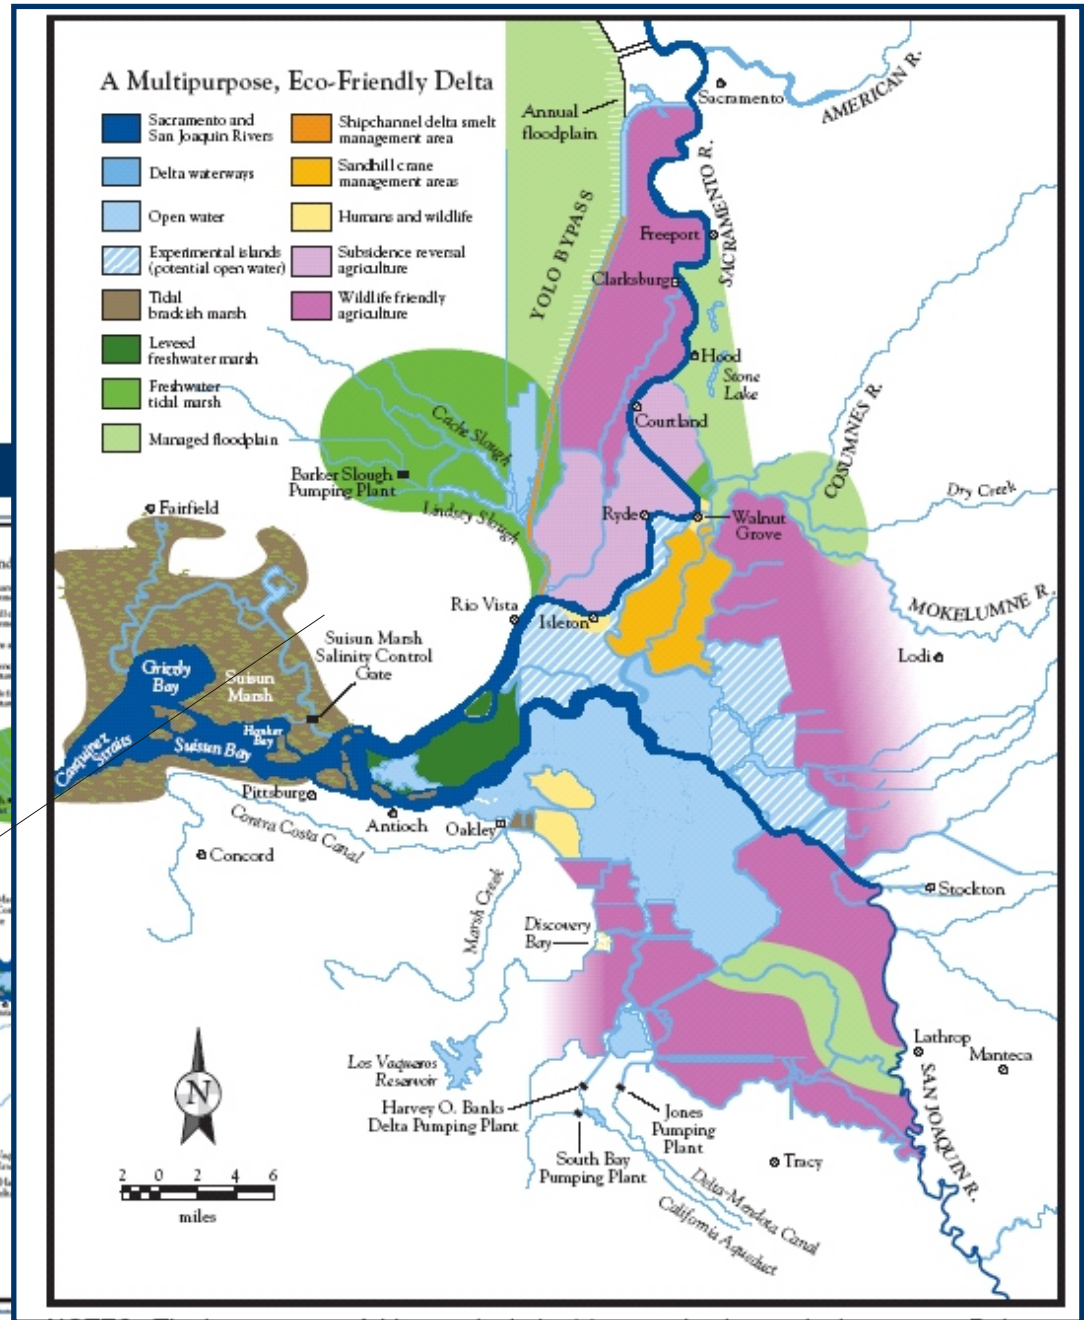 A Multipurpose, Eco-Friendly Delta
Sacramento and
San Joaquin Rivers
Delta waterways
Open water
Experimental islands
(potential open water)
Tidal
brackish marsh
Leveed
freshwater marsh
Freshwater
tidal marsh
Managed floodplain
Shipchannel delta smelt
management area
Sandhill crane
management areas
Humans and wildlife
Subsidence reversal
agriculture
Wildlife friendly
agriculture
Annual
floodplain
Sacramento
AMERICAN R.
SACRAMENTO R.
YOLO BYPASS
Freeport
Clarksburg
Hood
Stone
Lake
Courtland
COSUMNES R.
Dry Creek
Cache Slough
Barker Slough
Pumping Plant
Lindsey Slough
Ryde
Walnut
Grove
MOKELUMNE R.
Fairfield
Rio Vista
Isleton
Lodi
Suisun Marsh
Salinity Control
Gate
Grizzly
Bay
Suisun
Marsh
Honker
Bay
Suisun Bay
Carquinez
Straits
Pittsburg
Antioch
Oakley
Contra Costa Canal
Concord
Marsh Creek
Stockton
Discovery
Bay
Los Vaqueros
Reservoir
Lathrop
Manteca
SAN JOAQUIN R.
Harvey O. Banks
Delta Pumping Plant
Jones
Pumping
Plant
South Bay
Pumping Plant
Tracy
Delta-Mendota Canal
California Aqueduct
N
2 0 2 4 6
miles